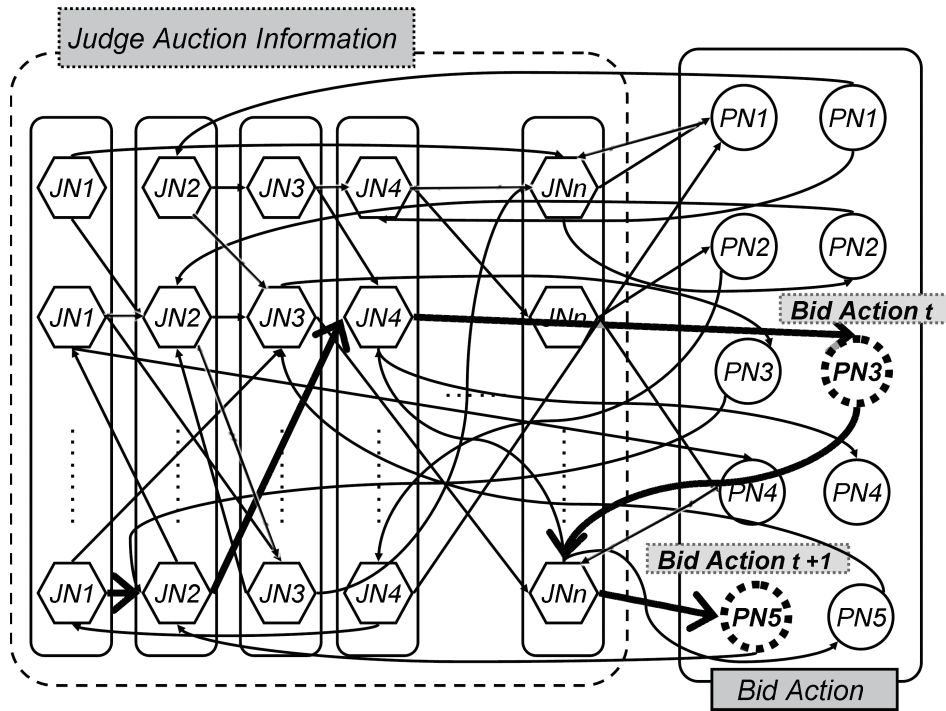 Judge Auction Information
PN1 PN1
JN1 JN2 JN3 JN4 JNn
PN2 PN2
Bid Action t
JN1 JN2 JN3 JN4 JNn
PN3 PN3
PN4 PN4
Bid Action t +1
JN1 JN2 JN3 JN4 JNn
PN5 PN5
Bid Action